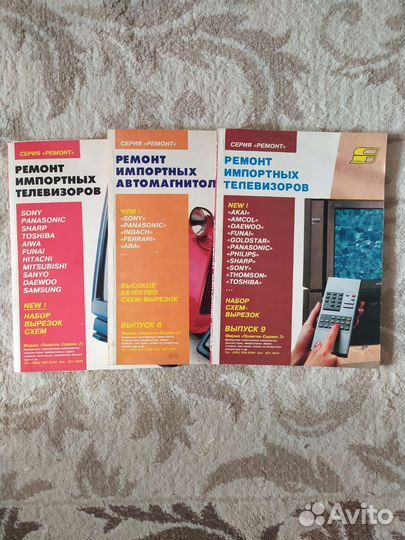 СЕРИЯ «РЕМОНТ»
РЕМОНТ
ИМПОРТНЫХ
ТЕЛЕВИЗОРОВ
SONY
PANASONIC
SHARP
TOSHIBA
AIWA
FUNAI
HITACHI
MITSUBISHI
SANYO
DAEWOO
SAMSUNG
NEW !
НАБОР
ВЫРЕЗОК
СХЕМ
СЕРИЯ «РЕМОНТ»
РЕМОНТ
ИМПОРТНЫХ
АВТОМАГНИТОЛ
NEW !
«SONY»
«PANASONIC»
«INDACH»
«FERRARI»
«ABA»
...
ВЫСОКОЕ
КАЧЕСТВО
СХЕМ-ВЫРЕЗОК
ВЫПУСК 6
СЕРИЯ «РЕМОНТ»
РЕМОНТ
ИМПОРТНЫХ
ТЕЛЕВИЗОРОВ
NEW !
«AKAI»
«AMCOL»
«DAEWOO»
«FUNAI»
«GOLDSTAR»
«PANASONIC»
«PHILIPS»
«SHARP»
«SONY»
«THOMSON»
«TOSHIBA»
...
НАБОР
СХЕМ-
ВЫРЕЗОК
ВЫПУСК 9
Avito